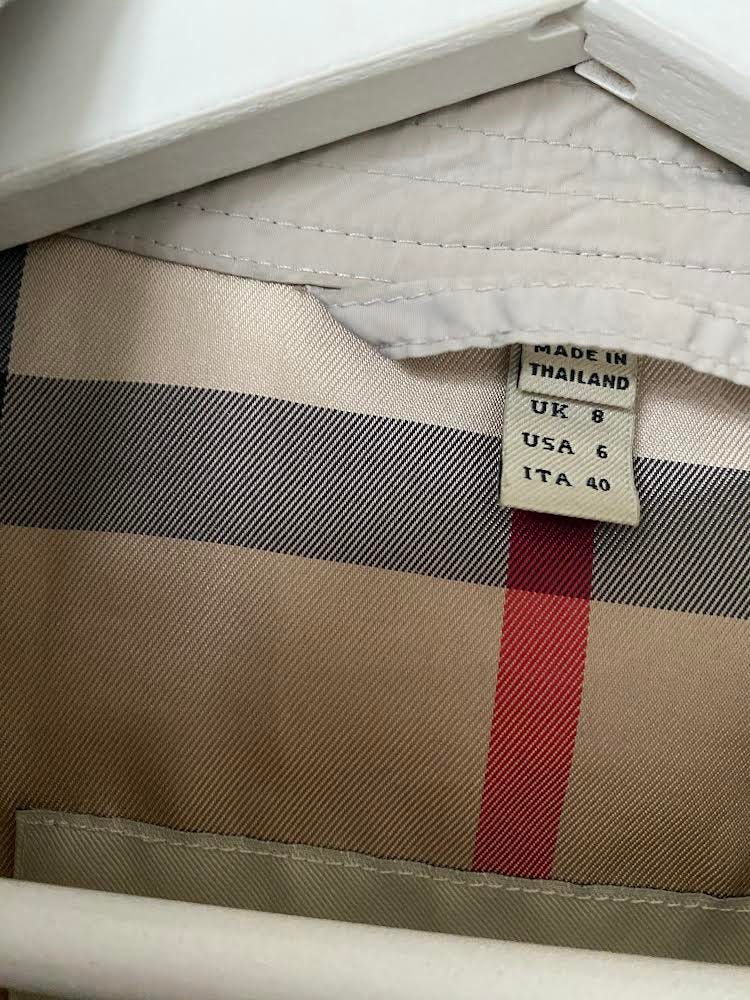 MADE IN
THAILAND
UK 8
USA 6
ITA 40